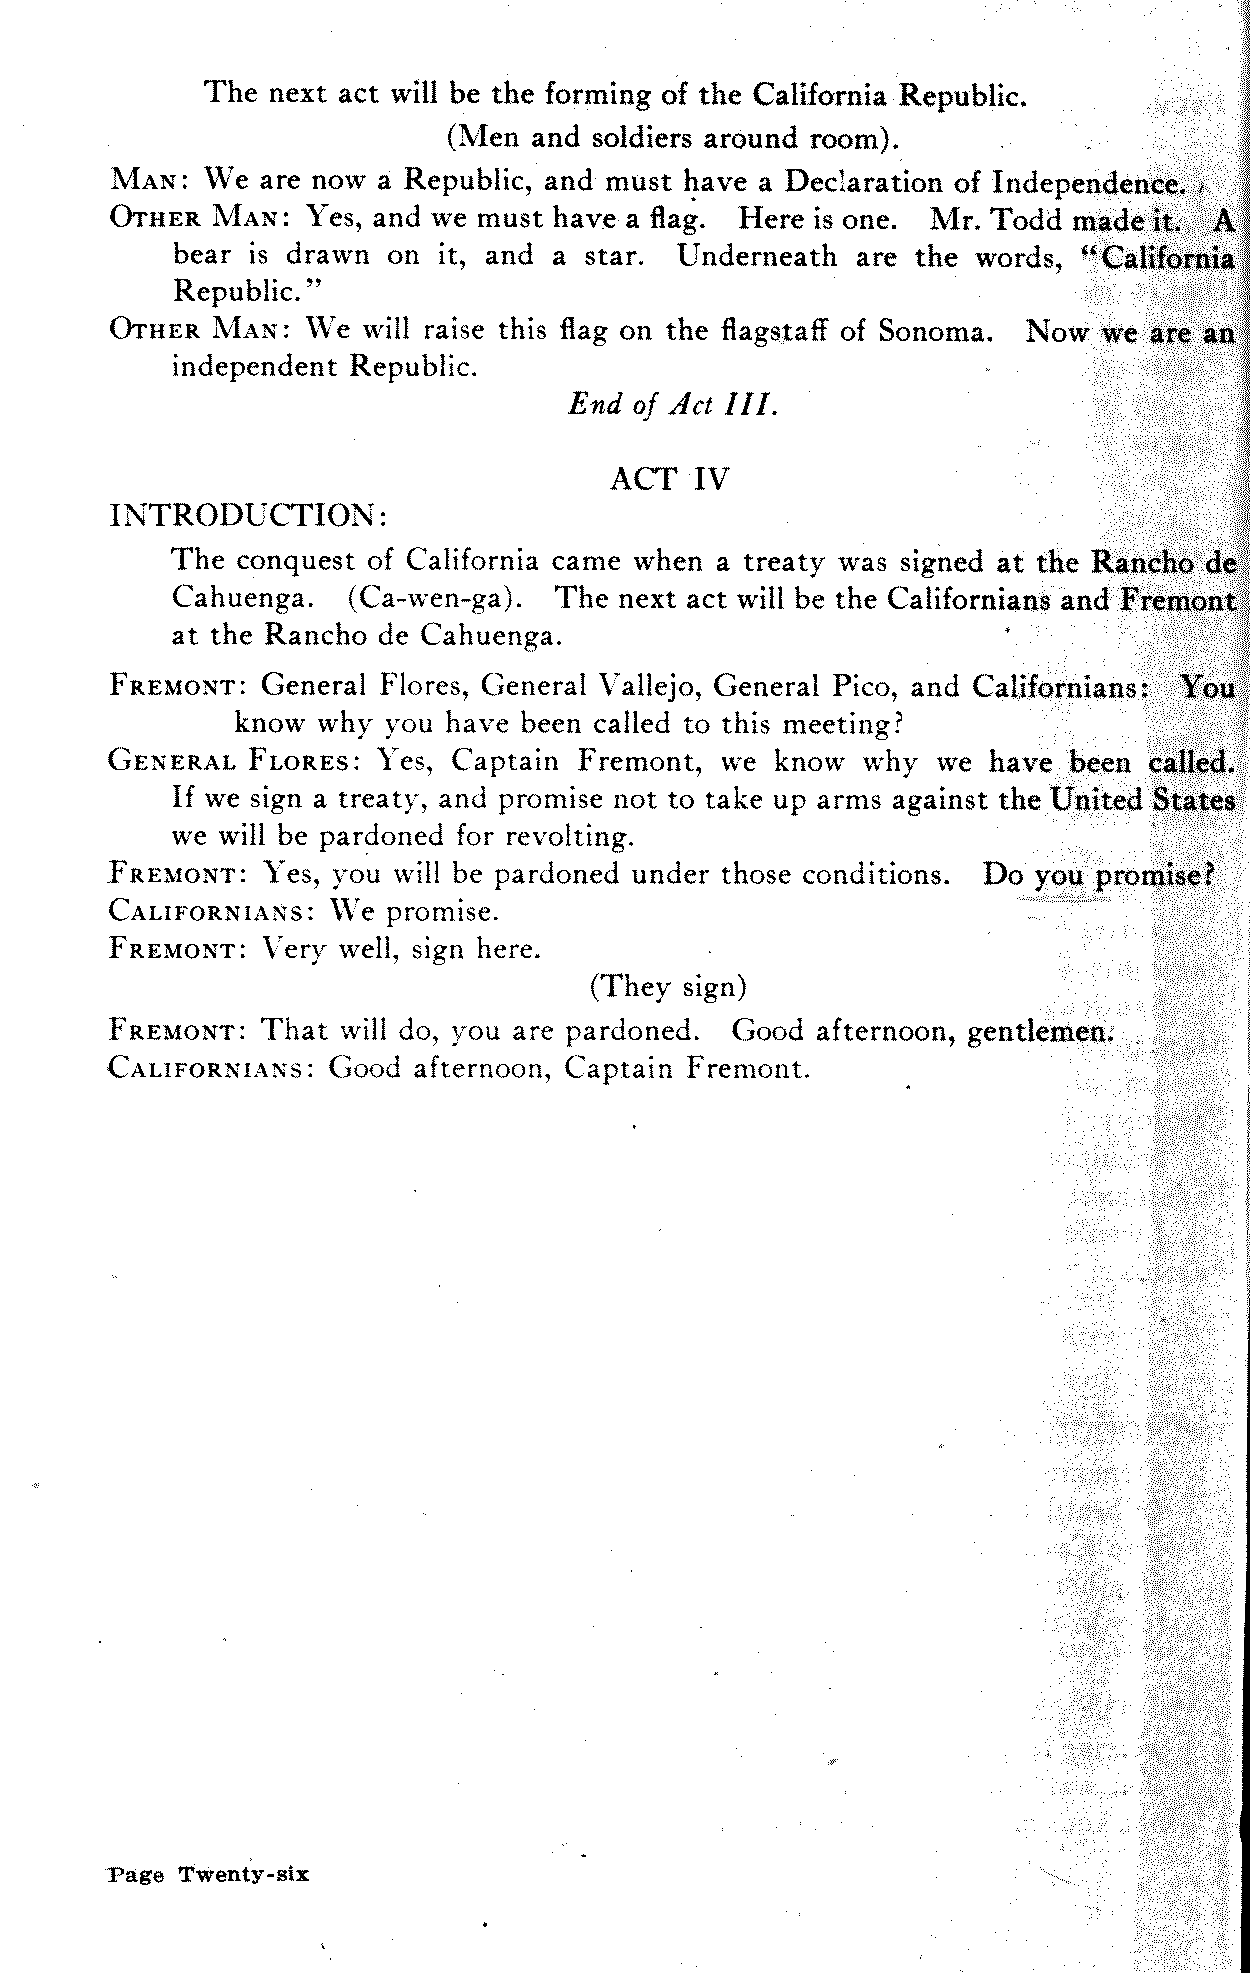 The next act will be the forming of the California Republic.
(Men and soldiers around room).
MAN: We are now a Republic, and must have a Declaration of Independence.
OTHER MAN: Yes, and we must have a flag. Here is one. Mr. Todd made it. A
bear is drawn on it, and a star. Underneath are the words, "California
Republic."
OTHER MAN: We will raise this flag on the flagstaff of Sonoma. Now we are an
independent Republic.
End of Act III.
ACT IV
INTRODUCTION:
The conquest of California came when a treaty was signed at the Rancho de
Cahuenga. (Ca-wen-ga). The next act will be the Californians and Fremont
at the Rancho de Cahuenga.
FREMONT: General Flores, General Vallejo, General Pico, and Californians: You
know why you have been called to this meeting?
GENERAL FLORES: Yes, Captain Fremont, we know why we have been called.
If we sign a treaty, and promise not to take up arms against the United States
we will be pardoned for revolting.
FREMONT: Yes, you will be pardoned under those conditions. Do you promise?
CALIFORNIANS: We promise.
FREMONT: Very well, sign here.
(They sign)
FREMONT: That will do, you are pardoned. Good afternoon, gentlemen.
CALIFORNIANS: Good afternoon, Captain Fremont.
Page Twenty-six